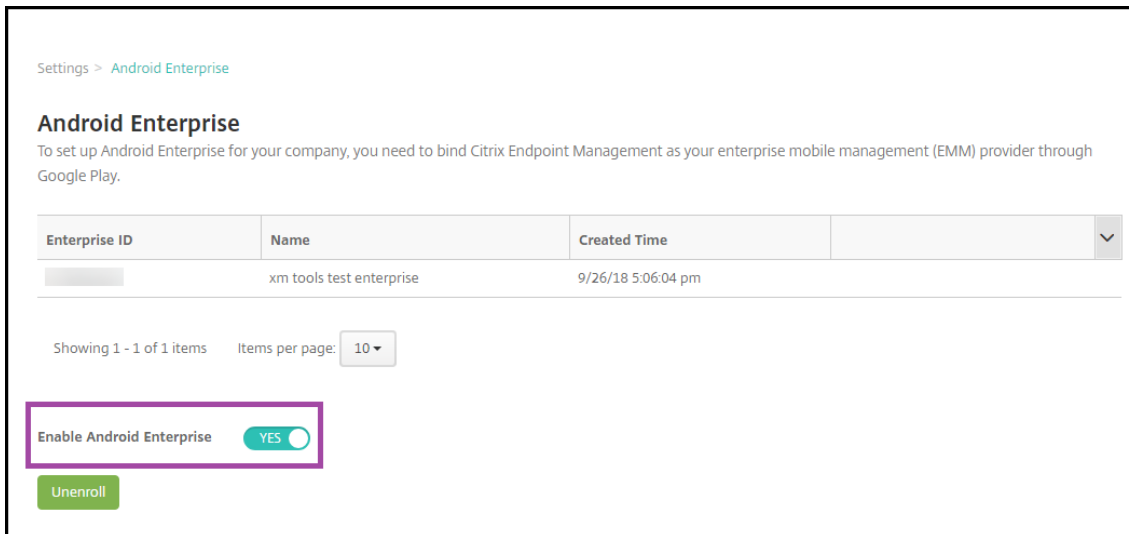 Settings > Android Enterprise
Android Enterprise
To set up Android Enterprise for your company, you need to bind Citrix Endpoint Management as your enterprise mobile management (EMM) provider through
Google Play.
Enterprise ID Name Created Time
xm tools test enterprise 9/26/18 5:06:04 pm
Showing 1 - 1 of 1 items Items per page: 10
Enable Android Enterprise YES
Unenroll